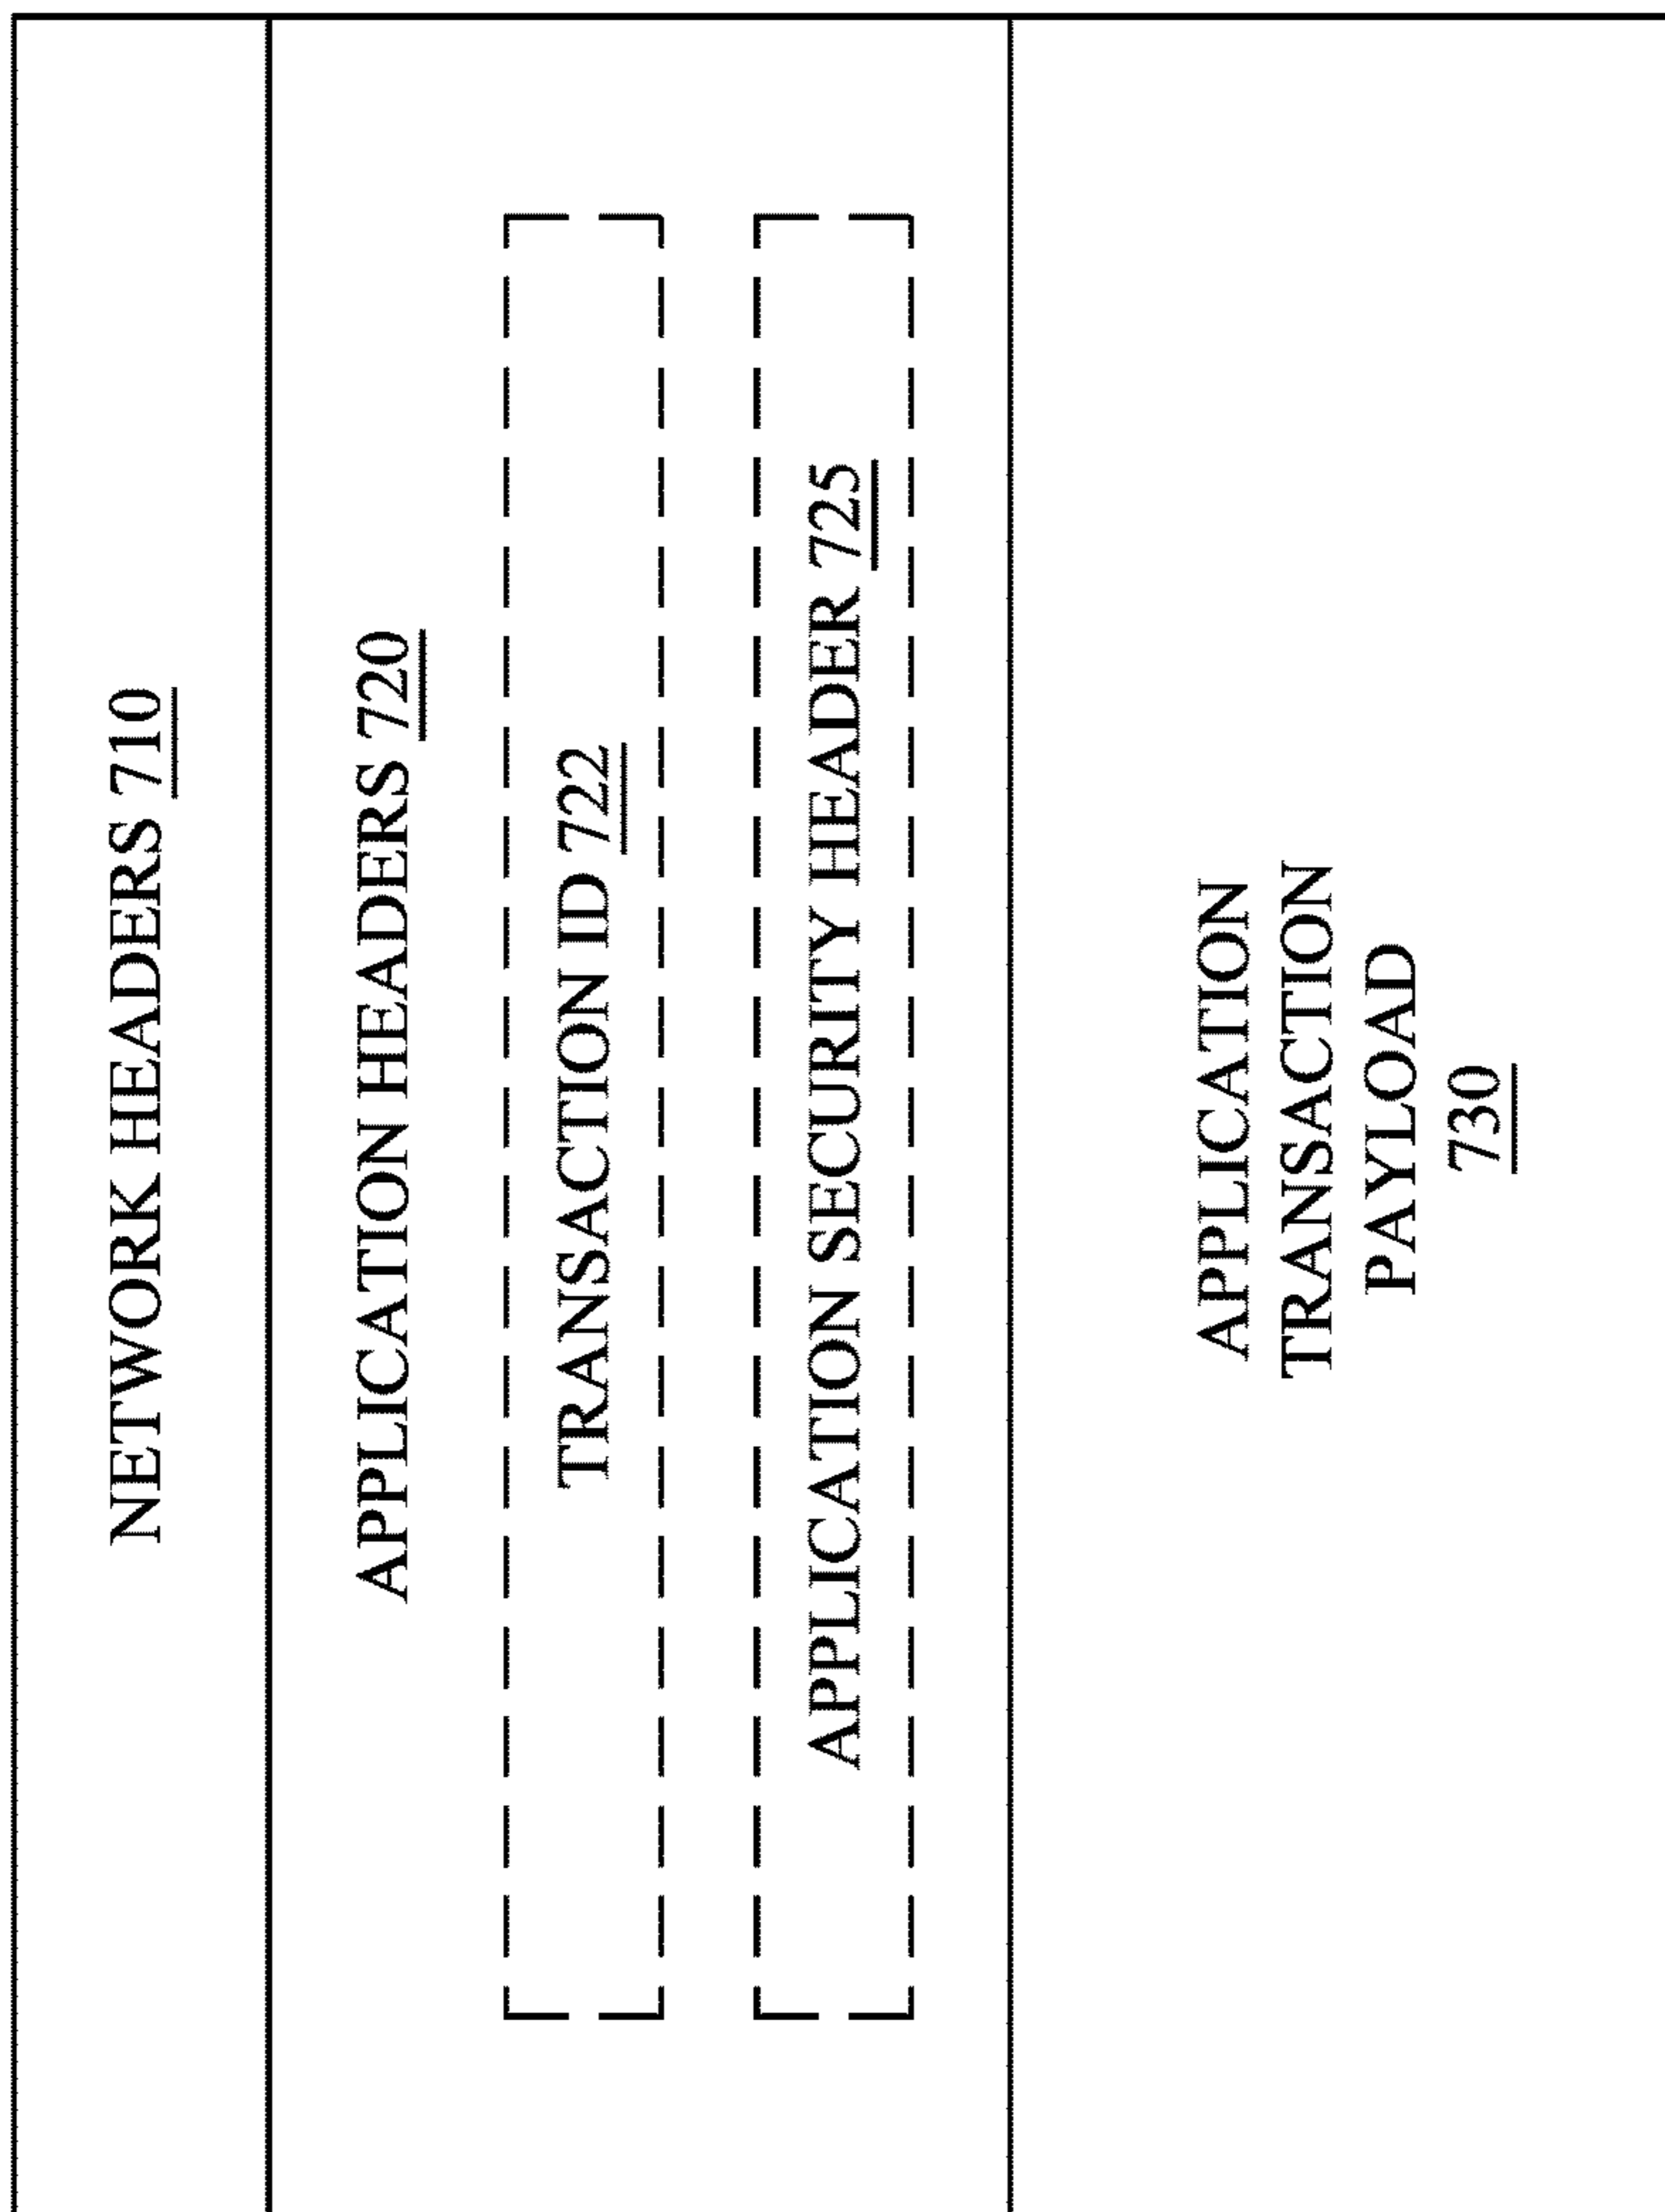 NETWORK HEADERS 710
APPLICATION HEADERS 720
TRANSACTION ID 722
APPLICATION SECURITY HEADER 725
APPLICATION
TRANSACTION
PAYLOAD
730